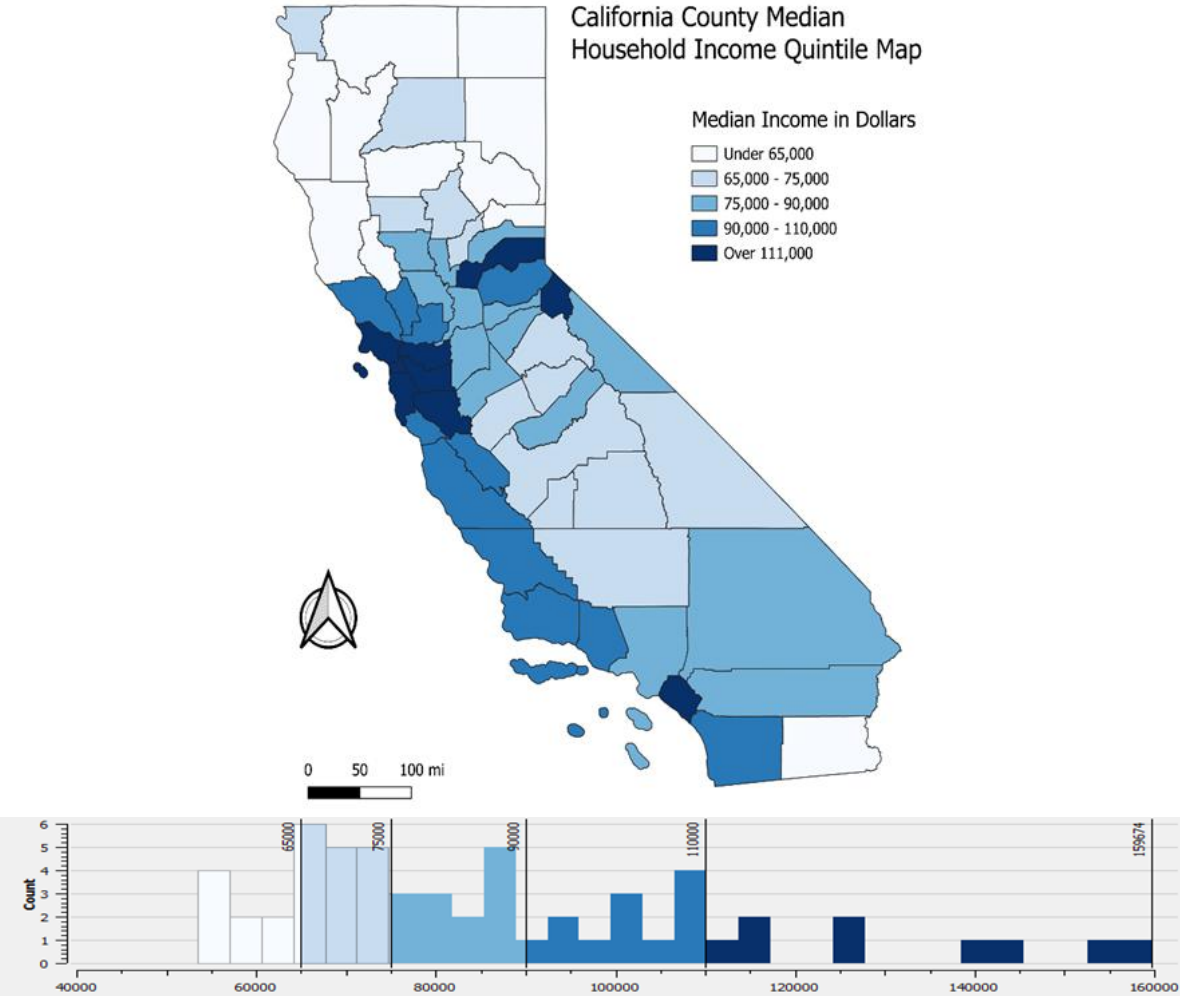 California County Median
Household Income Quintile Map
Median Income in Dollars
Under 65,000
65,000 - 75,000
75,000 - 90,000
90,000 - 110,000
Over 111,000
0 50 100 mi
6
5
4
3
2
1
0
Count
65000
75000
90000
110000
159674
40000 60000 80000 100000 120000 140000 160000